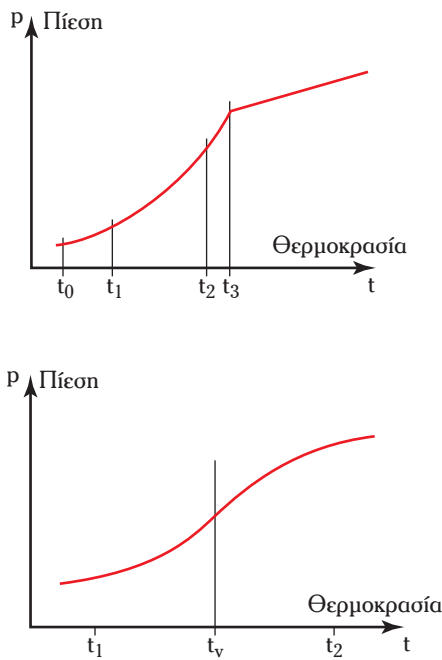 p Πίεση
Θερμοκρασία
t₀ t₁ t₂ t₃ t
p Πίεση
Θερμοκρασία
t₁ tᵥ t₂ t